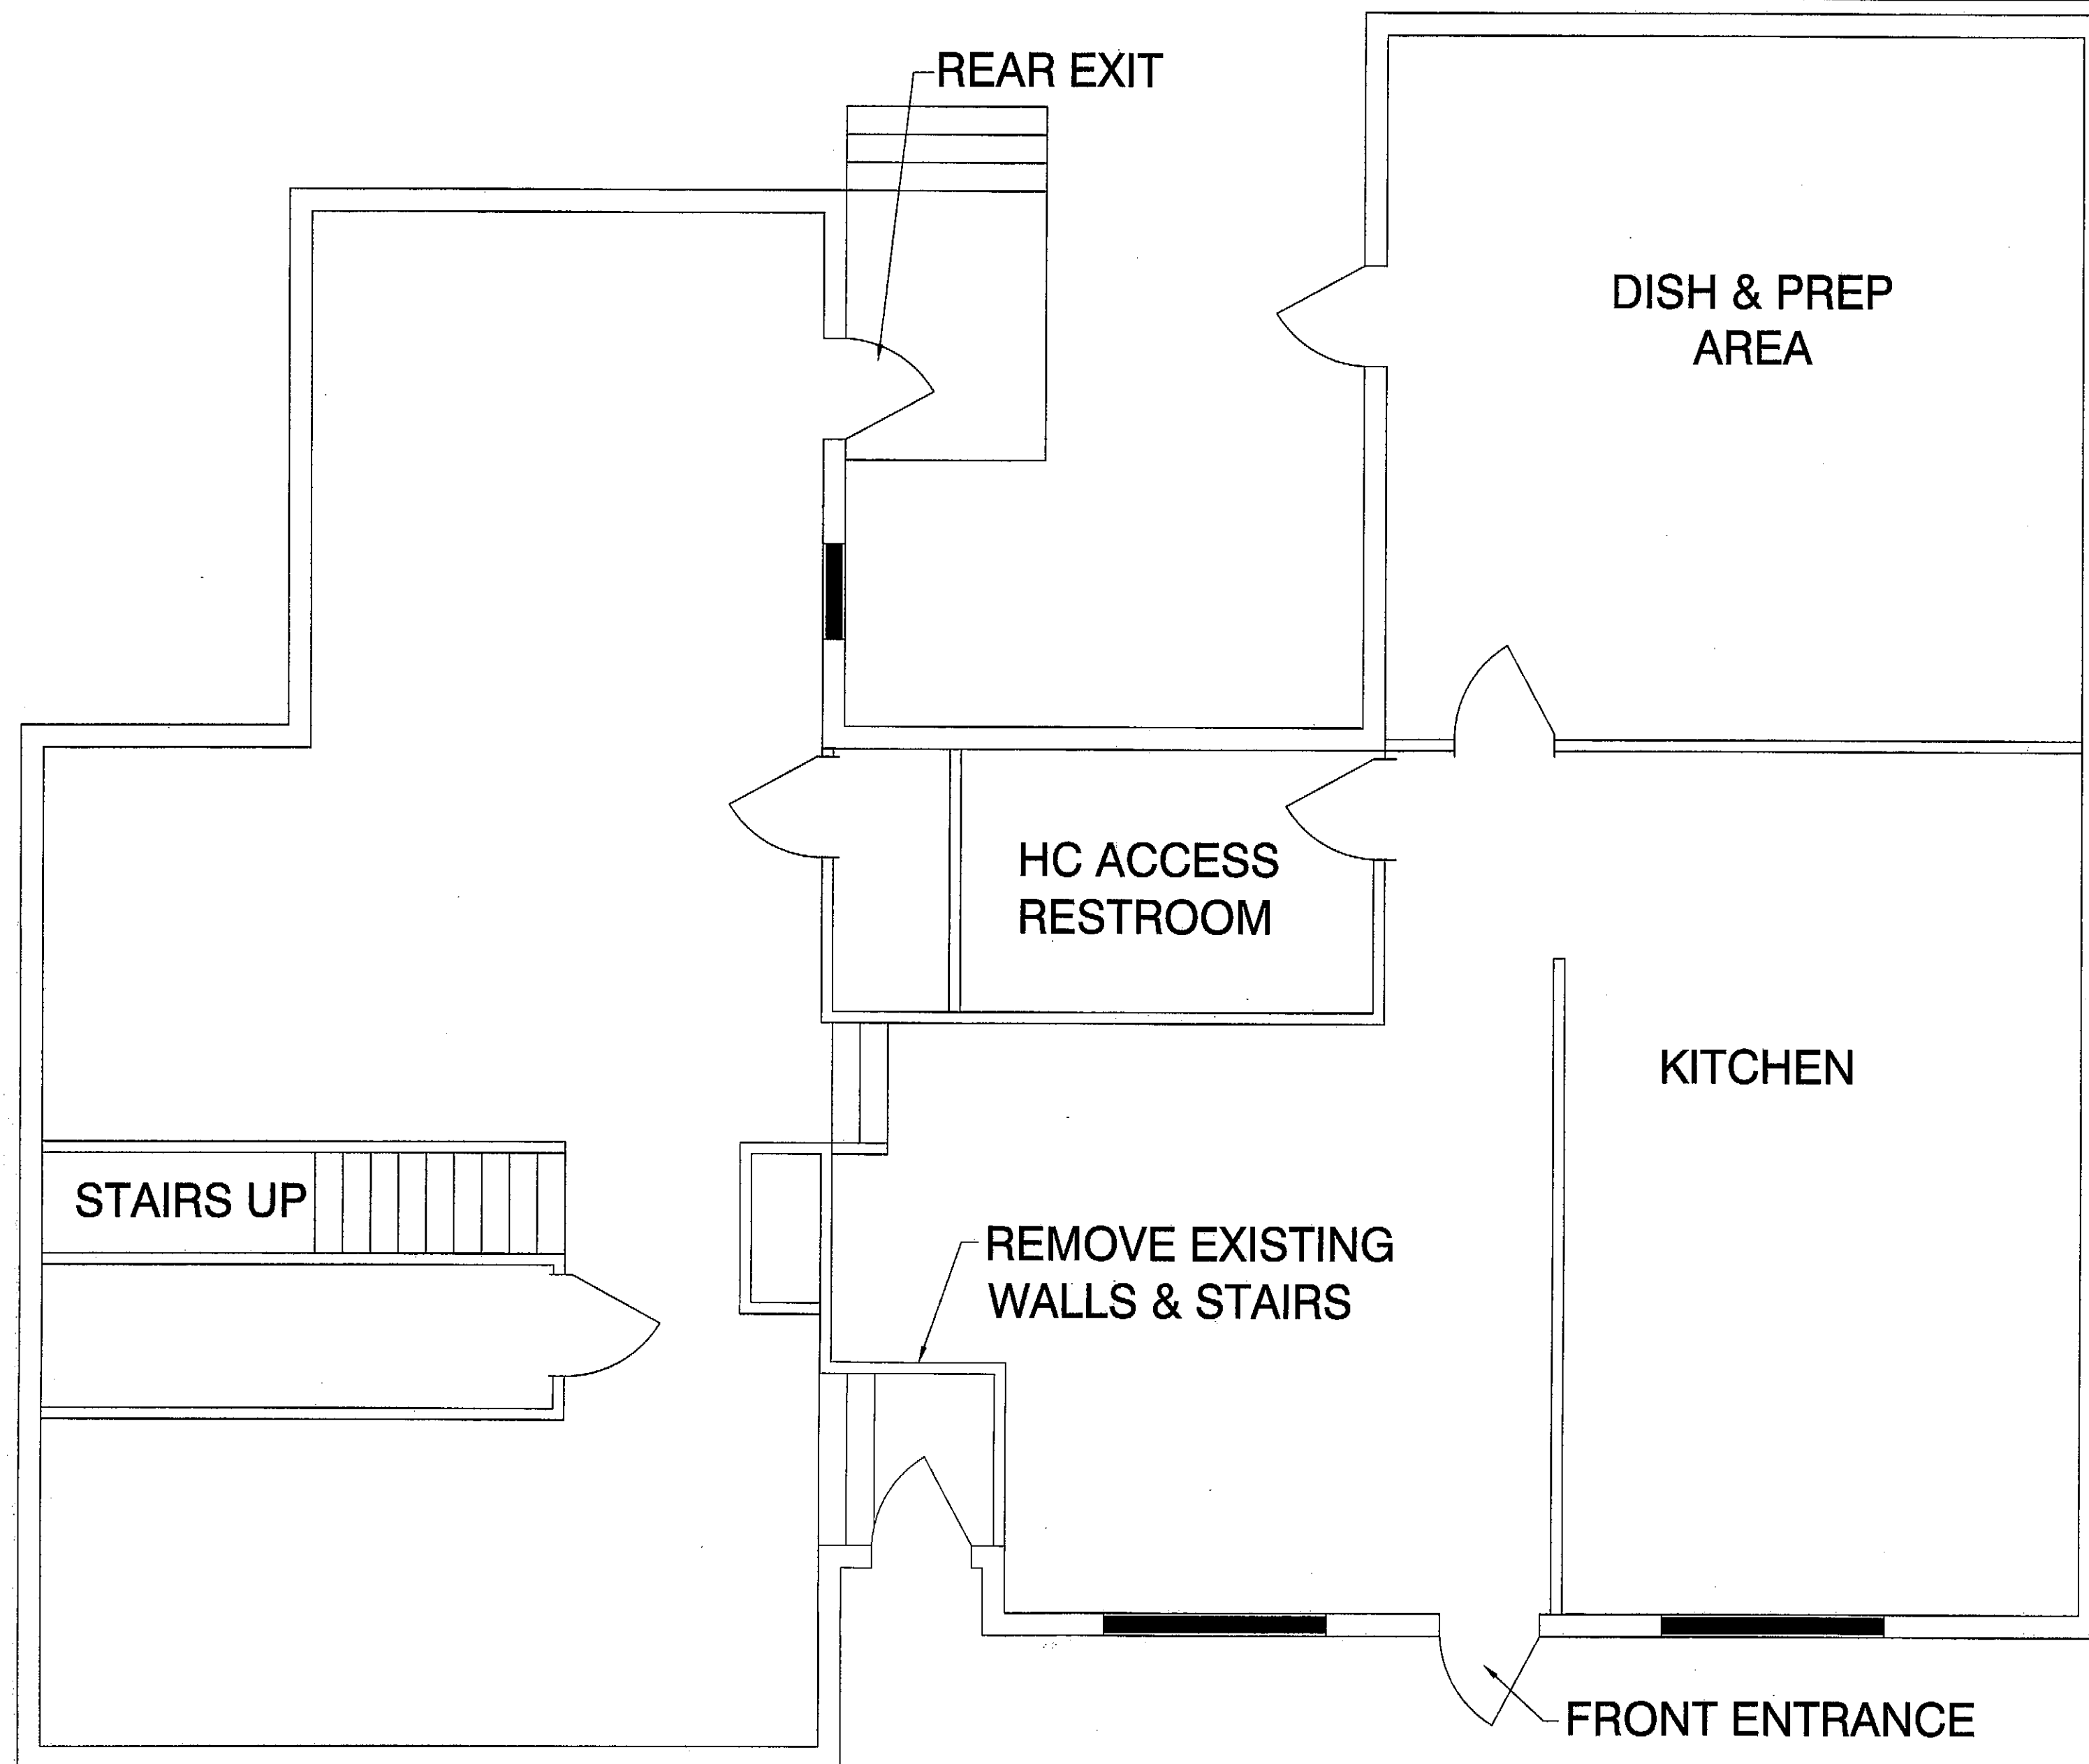 REAR EXIT
DISH & PREP
AREA
HC ACCESS
RESTROOM
KITCHEN
STAIRS UP
REMOVE EXISTING
WALLS & STAIRS
FRONT ENTRANCE